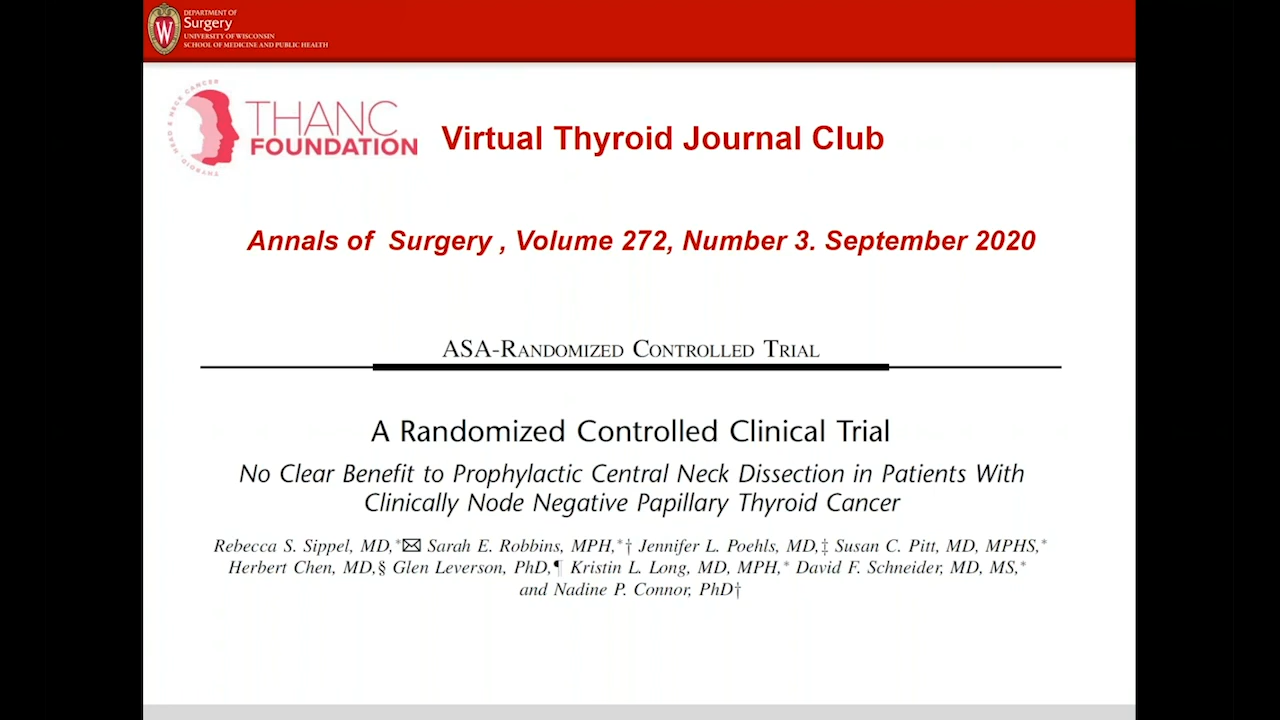 DEPARTMENT OF
Surgery
UNIVERSITY OF WISCONSIN
SCHOOL OF MEDICINE AND PUBLIC HEALTH
W
THYROID, HEAD & NECK CANCER
THANC
FOUNDATION
Virtual Thyroid Journal Club
Annals of Surgery , Volume 272, Number 3. September 2020
ASA-RANDOMIZED CONTROLLED TRIAL
A Randomized Controlled Clinical Trial
No Clear Benefit to Prophylactic Central Neck Dissection in Patients With
Clinically Node Negative Papillary Thyroid Cancer
Rebecca S. Sippel, MD,*✉ Sarah E. Robbins, MPH,*† Jennifer L. Poehls, MD,‡ Susan C. Pitt, MD, MPHS,*
Herbert Chen, MD,§ Glen Leverson, PhD,¶ Kristin L. Long, MD, MPH,* David F. Schneider, MD, MS,*
and Nadine P. Connor, PhD†